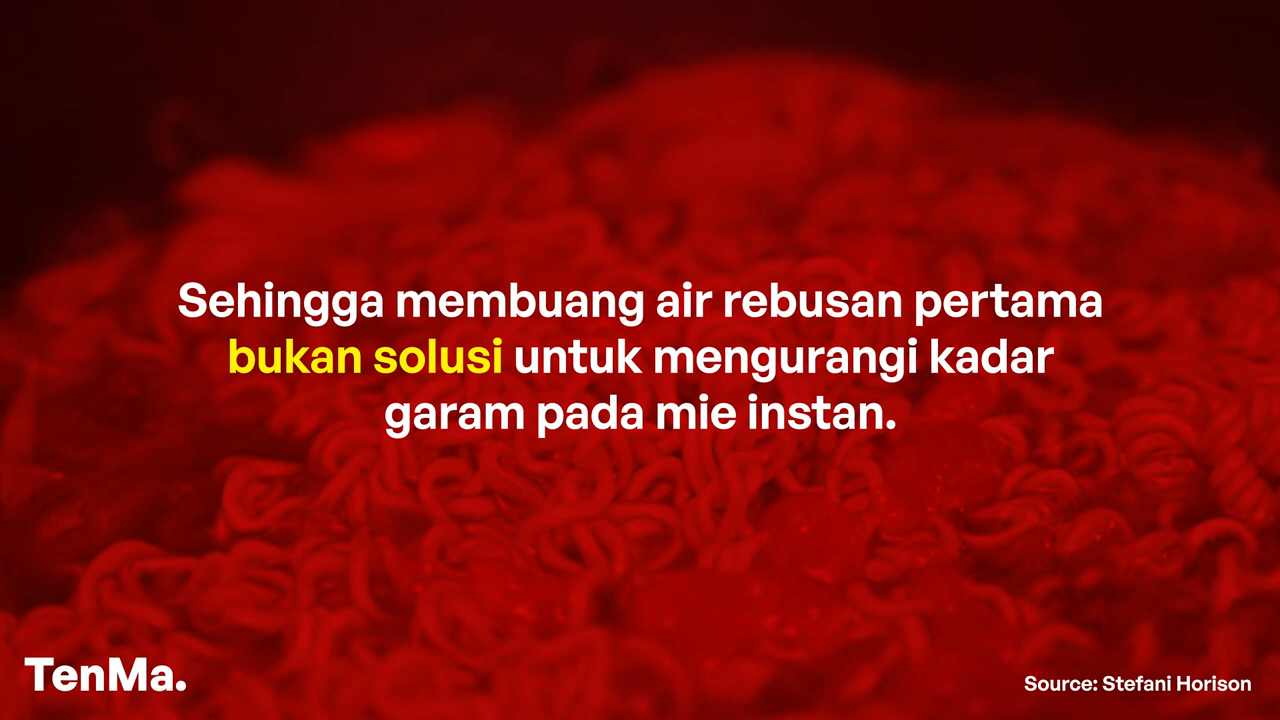 Sehingga membuang air rebusan pertama
bukan solusi untuk mengurangi kadar
garam pada mie instan.
TenMa.
Source: Stefani Horison